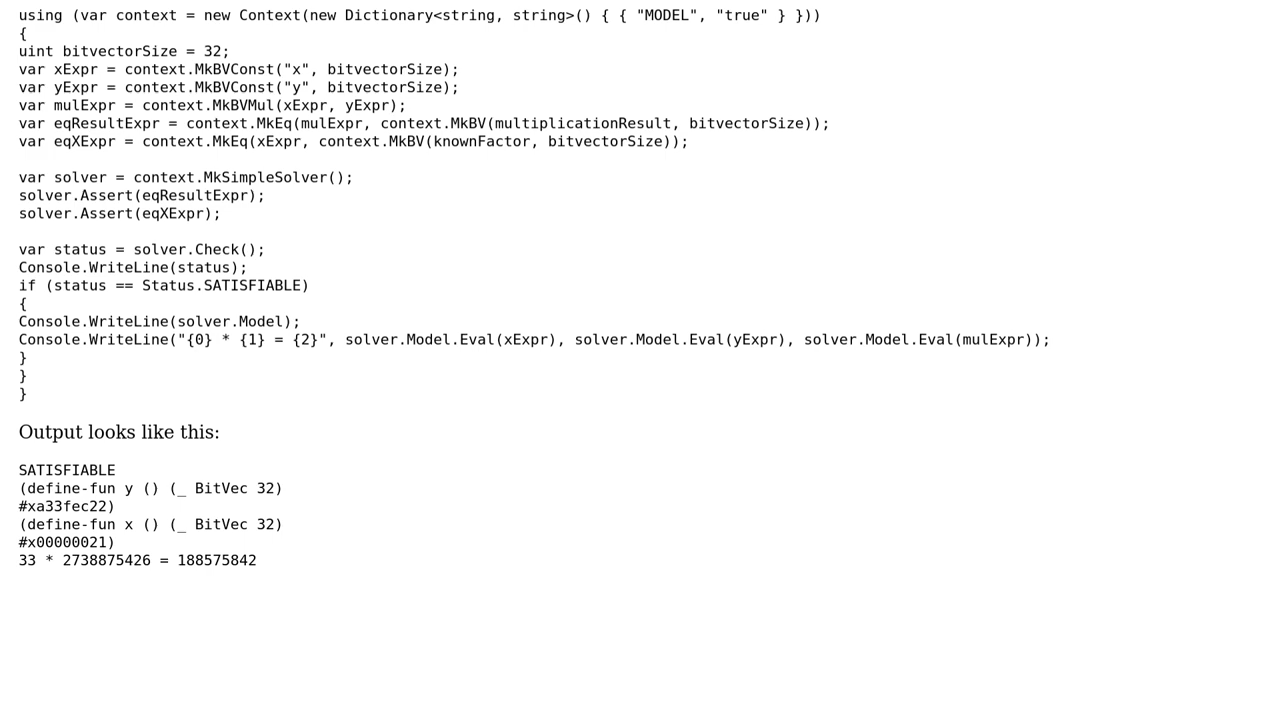 using (var context = new Context(new Dictionary<string, string>() { { "MODEL", "true" } }))
{
uint bitvectorSize = 32;
var xExpr = context.MkBVConst("x", bitvectorSize);
var yExpr = context.MkBVConst("y", bitvectorSize);
var mulExpr = context.MkBVMul(xExpr, yExpr);
var eqResultExpr = context.MkEq(mulExpr, context.MkBV(multiplicationResult, bitvectorSize));
var eqXExpr = context.MkEq(xExpr, context.MkBV(knownFactor, bitvectorSize));

var solver = context.MkSimpleSolver();
solver.Assert(eqResultExpr);
solver.Assert(eqXExpr);

var status = solver.Check();
Console.WriteLine(status);
if (status == Status.SATISFIABLE)
{
Console.WriteLine(solver.Model);
Console.WriteLine("{0} * {1} = {2}", solver.Model.Eval(xExpr), solver.Model.Eval(yExpr), solver.Model.Eval(mulExpr));
}
}
}

Output looks like this:

SATISFIABLE
(define-fun y () (_ BitVec 32)
#xa33fec22)
(define-fun x () (_ BitVec 32)
#x00000021)
33 * 2738875426 = 188575842